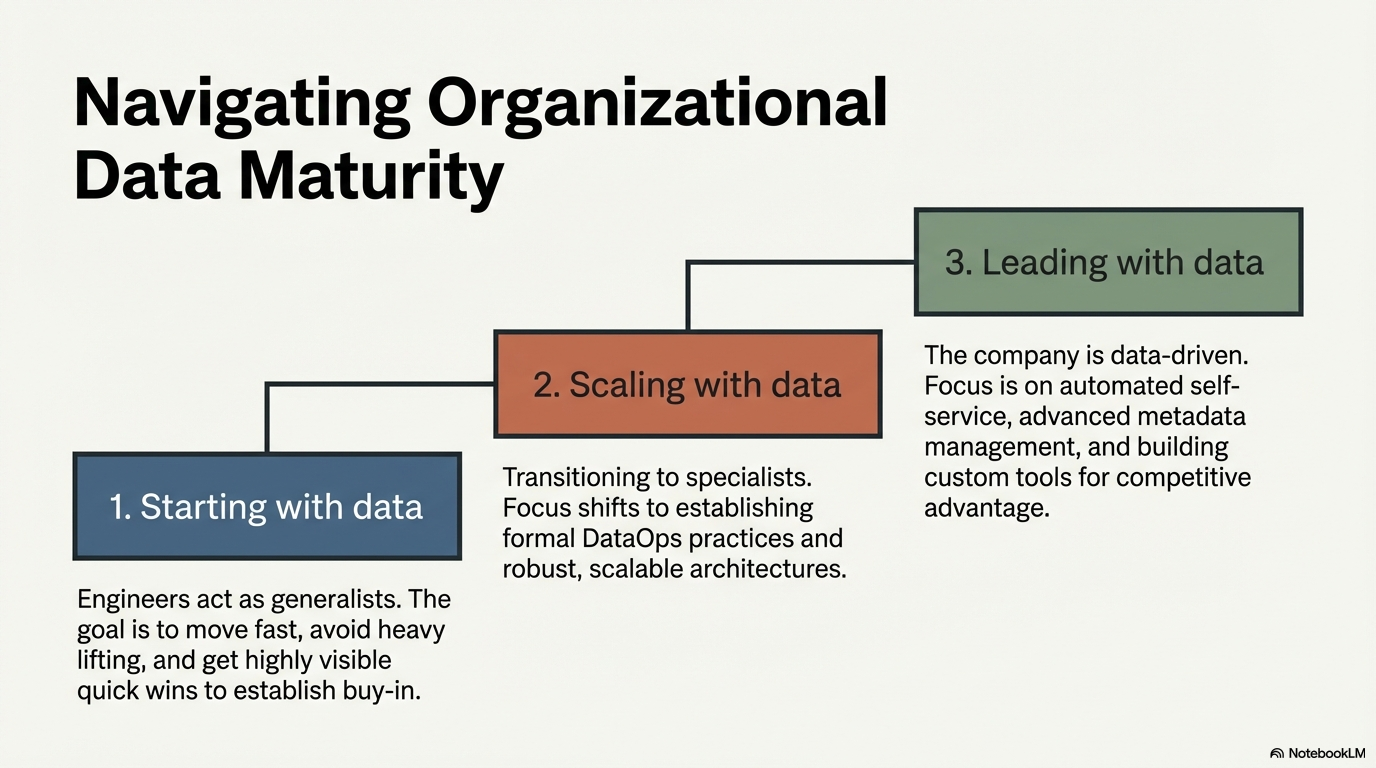 Navigating Organizational
Data Maturity
1. Starting with data
Engineers act as generalists. The
goal is to move fast, avoid heavy
lifting, and get highly visible
quick wins to establish buy-in.
2. Scaling with data
Transitioning to specialists.
Focus shifts to establishing
formal DataOps practices and
robust, scalable architectures.
3. Leading with data
The company is data-driven.
Focus is on automated self-
service, advanced metadata
management, and building
custom tools for competitive
advantage.
NotebookLM